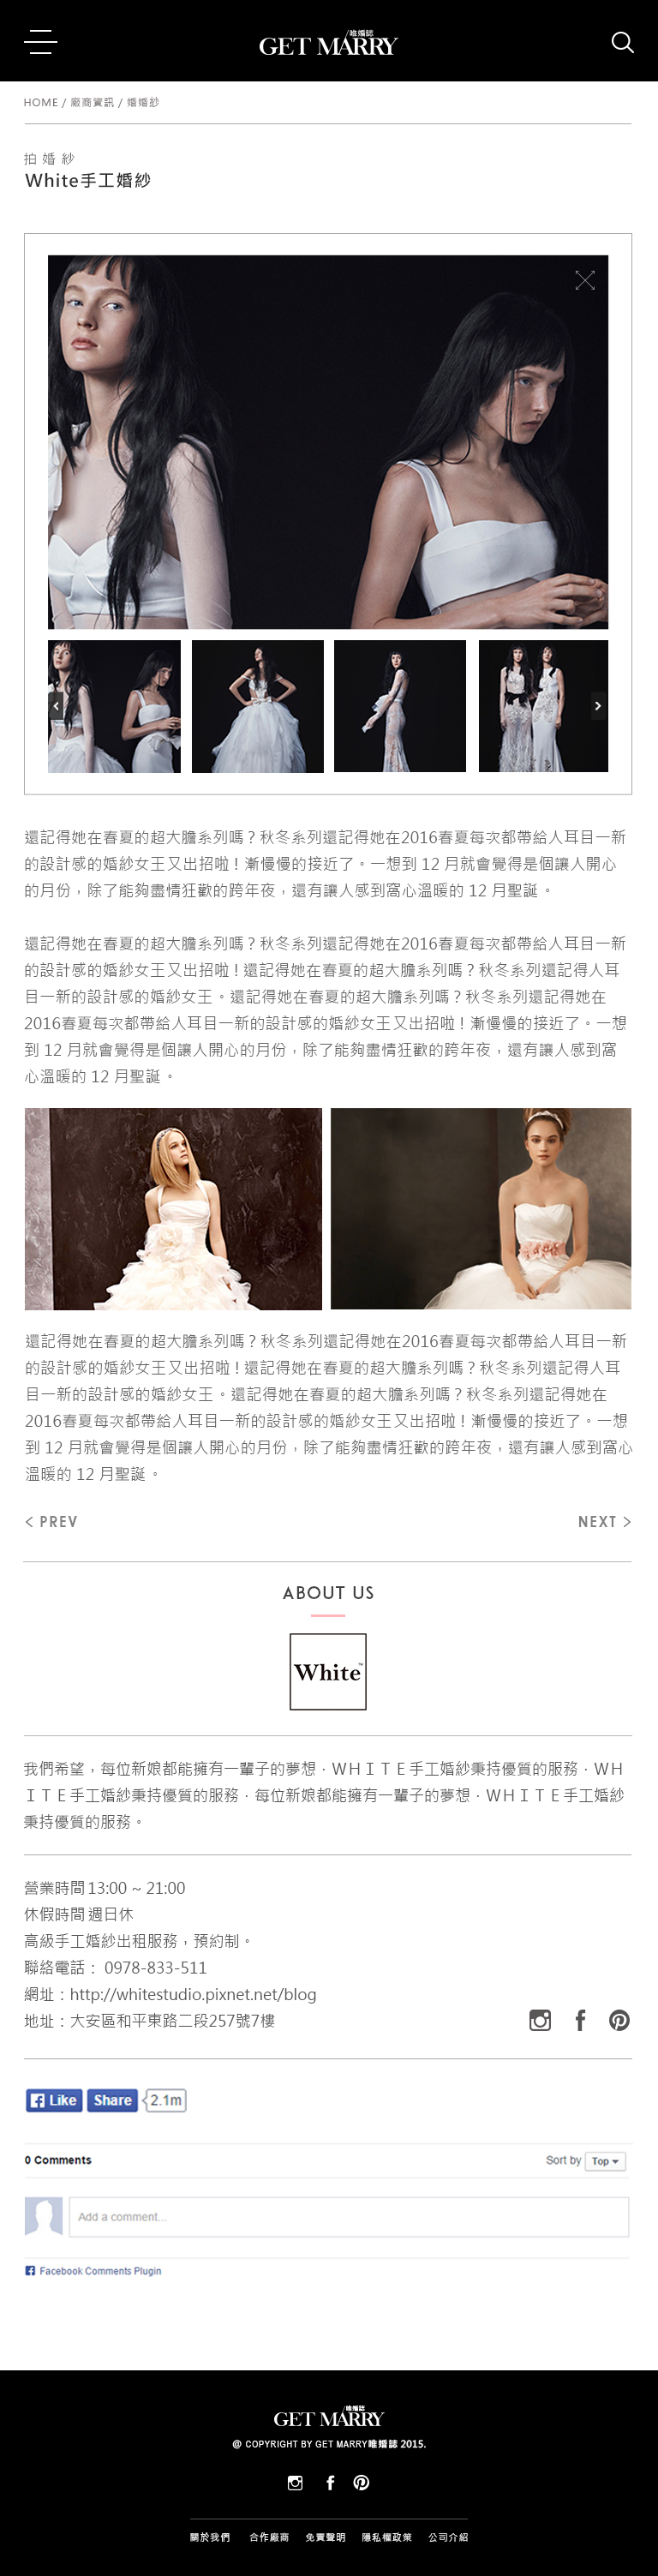 唯婚誌
GET MARRY
HOME / 廠商資訊 / 婚婚紗
拍婚紗
White手工婚紗
還記得她在春夏的超大膽系列嗎？秋冬系列還記得她在2016春夏每次都帶給人耳目一新
的設計感的婚紗女王又出招啦！漸慢慢的接近了。一想到 12 月就會覺得是個讓人開心
的月份，除了能夠盡情狂歡的跨年夜，還有讓人感到窩心溫暖的 12 月聖誕。
還記得她在春夏的超大膽系列嗎？秋冬系列還記得她在2016春夏每次都帶給人耳目一新
的設計感的婚紗女王又出招啦！還記得她在春夏的超大膽系列嗎？秋冬系列還記得人耳
目一新的設計感的婚紗女王。還記得她在春夏的超大膽系列嗎？秋冬系列還記得她在
2016春夏每次都帶給人耳目一新的設計感的婚紗女王又出招啦！漸慢慢的接近了。一想
到 12 月就會覺得是個讓人開心的月份，除了能夠盡情狂歡的跨年夜，還有讓人感到窩
心溫暖的 12 月聖誕。
還記得她在春夏的超大膽系列嗎？秋冬系列還記得她在2016春夏每次都帶給人耳目一新
的設計感的婚紗女王又出招啦！還記得她在春夏的超大膽系列嗎？秋冬系列還記得人耳
目一新的設計感的婚紗女王。還記得她在春夏的超大膽系列嗎？秋冬系列還記得她在
2016春夏每次都帶給人耳目一新的設計感的婚紗女王又出招啦！漸慢慢的接近了。一想
到 12 月就會覺得是個讓人開心的月份，除了能夠盡情狂歡的跨年夜，還有讓人感到窩心
溫暖的 12 月聖誕。
< PREV NEXT >
ABOUT US
White™
我們希望，每位新娘都能擁有一輩子的夢想．ＷＨＩＴＥ手工婚紗秉持優質的服務．ＷＨ
ＩＴＥ手工婚紗秉持優質的服務．每位新娘都能擁有一輩子的夢想．ＷＨＩＴＥ手工婚紗
秉持優質的服務。
營業時間 13:00 ~ 21:00
休假時間 週日休
高級手工婚紗出租服務，預約制。
聯絡電話： 0978-833-511
網址：http://whitestudio.pixnet.net/blog
地址：大安區和平東路二段257號7樓
Like Share 2.1m
0 Comments Sort by Top
Add a comment...
Facebook Comments Plugin
唯婚誌
GET MARRY
@ COPYRIGHT BY GET MARRY唯婚誌 2015.
關於我們 合作廠商 免責聲明 隱私權政策 公司介紹